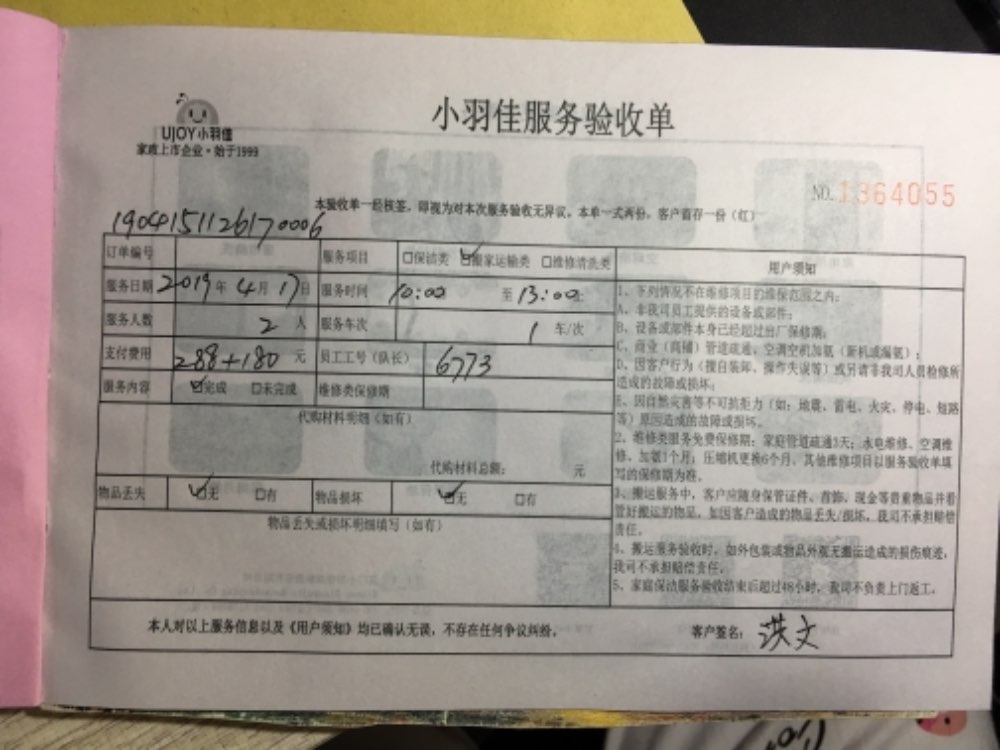 小羽佳服务验收单
UJOY小羽佳
家政上市企业·始于1999
NO.1364055
本验收单一经核签,即视为对本次服务验收无异议。本单一式两份,客户首存一份(红)
19041511261170006
订单编号 服务项目 □保洁类 ☑搬家运输类 □维修清洗类
服务日期 2019年4月17日 服务时间 10:00 至 13:00
服务人数 2 人 服务车次 1 车/次
支付费用 288+180 元 员工工号(队长) 6773
服务内容 ☑完成 □未完成 维修类保修期
代购材料明细(如有)
代购材料总额: 元
物品丢失 ☑无 □有 物品损坏 ☑无 □有
物品丢失或损坏明细填写(如有)
用户须知
1、下列情况不在维修项目的维保范围之内:
A、非我司员工提供的设备或部件;
B、设备或部件本身已经超过出厂保修期;
C、商业(商铺)管道疏通、空调空机加氨(新机或漏氨);
D、因客户行为(擅自装卸、操作失误等)或另请非我司人员检修所
造成的故障或损坏;
E、因自然灾害等不可抗拒力(如:地震、雷电、火灾、停电、短路
等)原因造成的故障或损坏。
2、维修类服务免费保修期:家庭管道疏通3天;水电维修、空调维
修、加氨1个月;压缩机更换6个月。其他维修项目以服务验收单填
写的保修期为准。
3、搬运服务中,客户应随身保管证件、首饰、现金等贵重物品并看
管好搬运的物品,如因客户造成的物品丢失/损坏,我司不承担赔偿
责任。
4、搬运服务验收时,如外包装或物品外观无搬运造成的损伤痕迹,
我司不承担赔偿责任。
5、家庭保洁服务验收结束后超过48小时,我司不负责上门返工。
本人对以上服务信息以及《用户须知》均已确认无误,不存在任何争议纠纷。 客户签名: 洪文